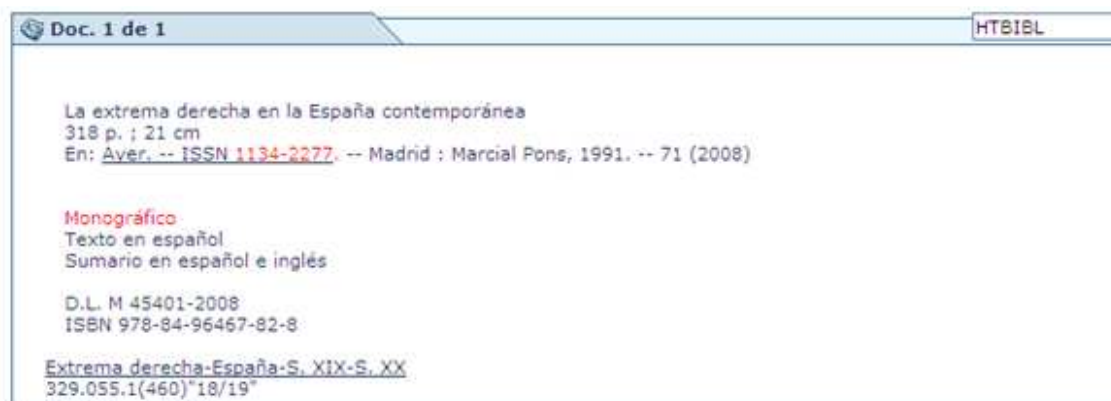 Doc. 1 de 1
HTBIBL
La extrema derecha en la España contemporánea
318 p. ; 21 cm
En: Ayer. -- ISSN 1134-2277. -- Madrid : Marcial Pons, 1991. -- 71 (2008)
Monográfico
Texto en español
Sumario en español e inglés
D.L. M 45401-2008
ISBN 978-84-96467-82-8
Extrema derecha-España-S. XIX-S. XX
329.055.1(460)"18/19"